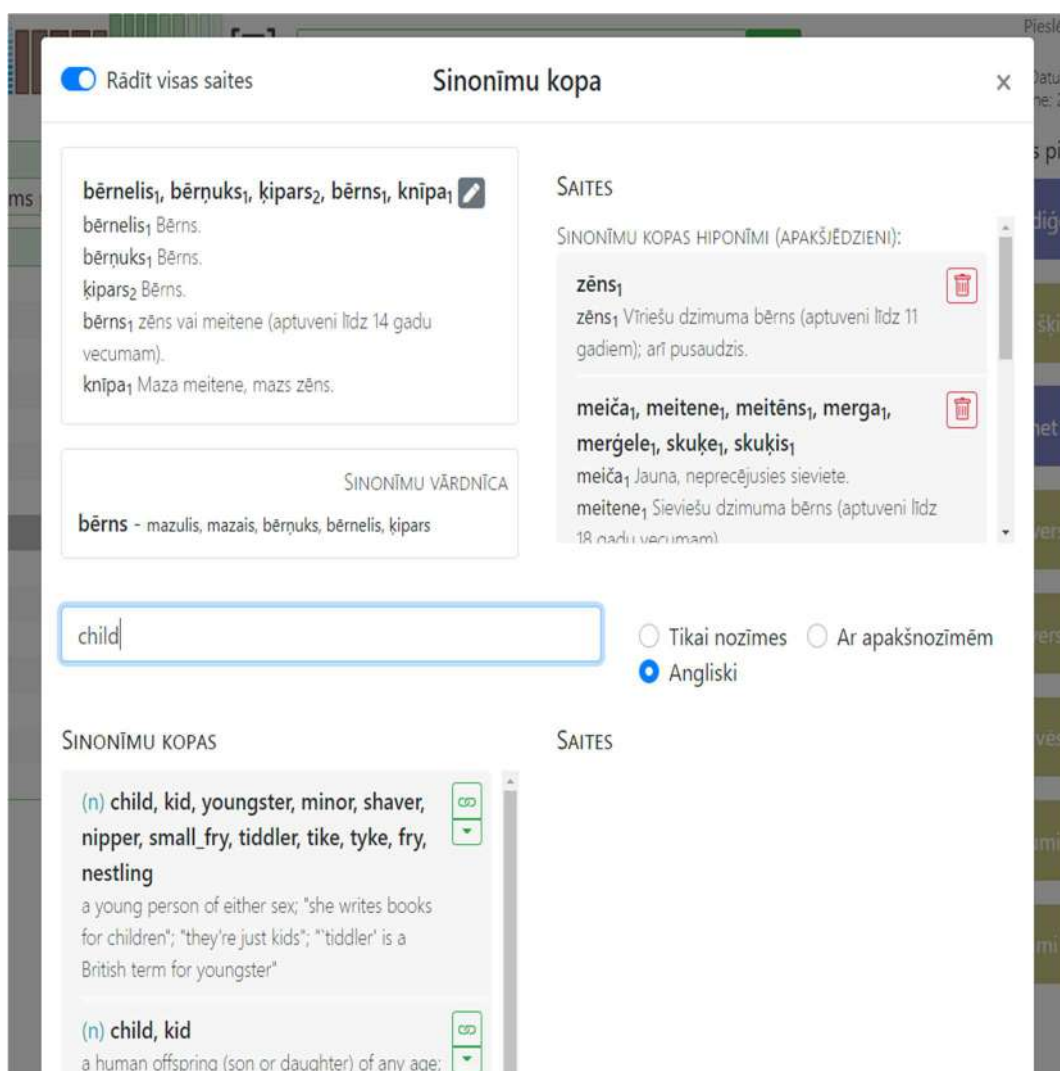 Rādīt visas saites
Sinonīmu kopa
×
bērnelis₁, bērņuks₁, ķipars₂, bērns₁, knīpa₁
bērnelis₁ Bērns.
bērņuks₁ Bērns.
ķipars₂ Bērns.
bērns₁ zēns vai meitene (aptuveni līdz 14 gadu
vecumam).
knīpa₁ Maza meitene, mazs zēns.
SINONĪMU VĀRDNĪCA
bērns - mazulis, mazais, bērņuks, bērnelis, ķipars
SAITES
SINONĪMU KOPAS HIPONĪMI (APAKŠJĒDZIENI):
zēns₁
zēns₁ Vīriešu dzimuma bērns (aptuveni līdz 11
gadiem); arī pusaudzis.
meiča₁, meitene₁, meitēns₁, merga₁,
merģele₁, skuķe₁, skuķis₁
meiča₁ Jauna, neprecējusies sieviete.
meitene₁ Sieviešu dzimuma bērns (aptuveni līdz
18 gadu vecumam)
child
Tikai nozīmes
Ar apakšnozīmēm
Angliski
SINONĪMU KOPAS
(n) child, kid, youngster, minor, shaver,
nipper, small_fry, tiddler, tike, tyke, fry,
nestling
a young person of either sex; "she writes books
for children"; "they're just kids"; "`tiddler' is a
British term for youngster"
(n) child, kid
a human offspring (son or daughter) of any age;
SAITES